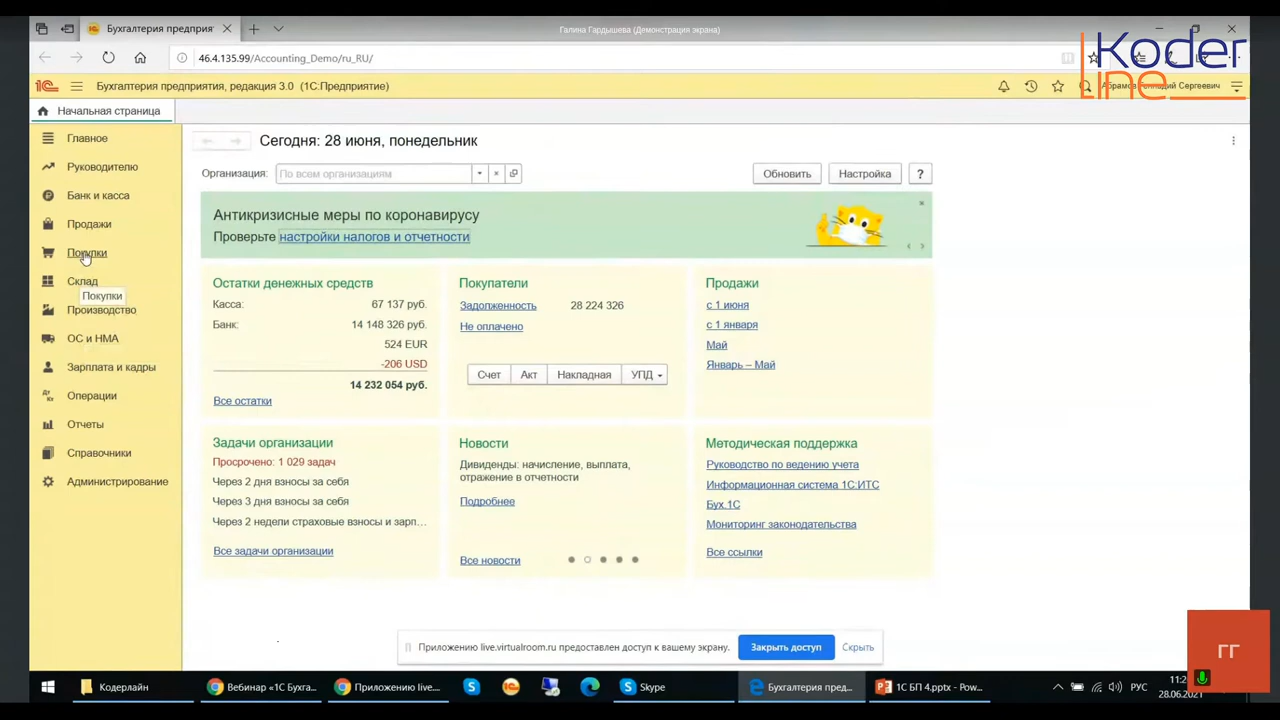 Бухгалтерия предприят
Галина Гардышева (Демонстрация экрана)
Koder
Line
46.4.135.99/Accounting_Demo/ru_RU/
1С
Бухгалтерия предприятия, редакция 3.0 (1С:Предприятие)
Сергеевич
Начальная страница
Главное
Руководителю
Банк и касса
Продажи
Покупки
Склад
Покупки
Производство
ОС и НМА
Зарплата и кадры
Операции
Отчеты
Справочники
Администрирование
Сегодня: 28 июня, понедельник
Организация:
По всем организациям
Обновить
Настройка
?
Антикризисные меры по коронавирусу
Проверьте настройки налогов и отчетности
Остатки денежных средств
Касса: 67 137 руб.
Банк: 14 148 326 руб.
524 EUR
-206 USD
14 232 054 руб.
Все остатки
Покупатели
Задолженность 28 224 326
Не оплачено
Счет
Акт
Накладная
УПД
Продажи
с 1 июня
с 1 января
Май
Январь – Май
Задачи организации
Просрочено: 1 029 задач
Через 2 дня взносы за себя
Через 3 дня взносы за себя
Через 2 недели страховые взносы и зарп...
Все задачи организации
Новости
Дивиденды: начисление, выплата,
отражение в отчетности
Подробнее
Все новости
Методическая поддержка
Руководство по ведению учета
Информационная система 1С:ИТС
Бух.1С
Мониторинг законодательства
Все ссылки
Приложению live.virtualroom.ru предоставлен доступ к вашему экрану.
Закрыть доступ
Скрыть
ГГ
Кодерлайн
Вебинар «1С Бухга...
Приложению live....
Skype
Бухгалтерия пред...
1С БП 4.pptx - Pow...
РУС